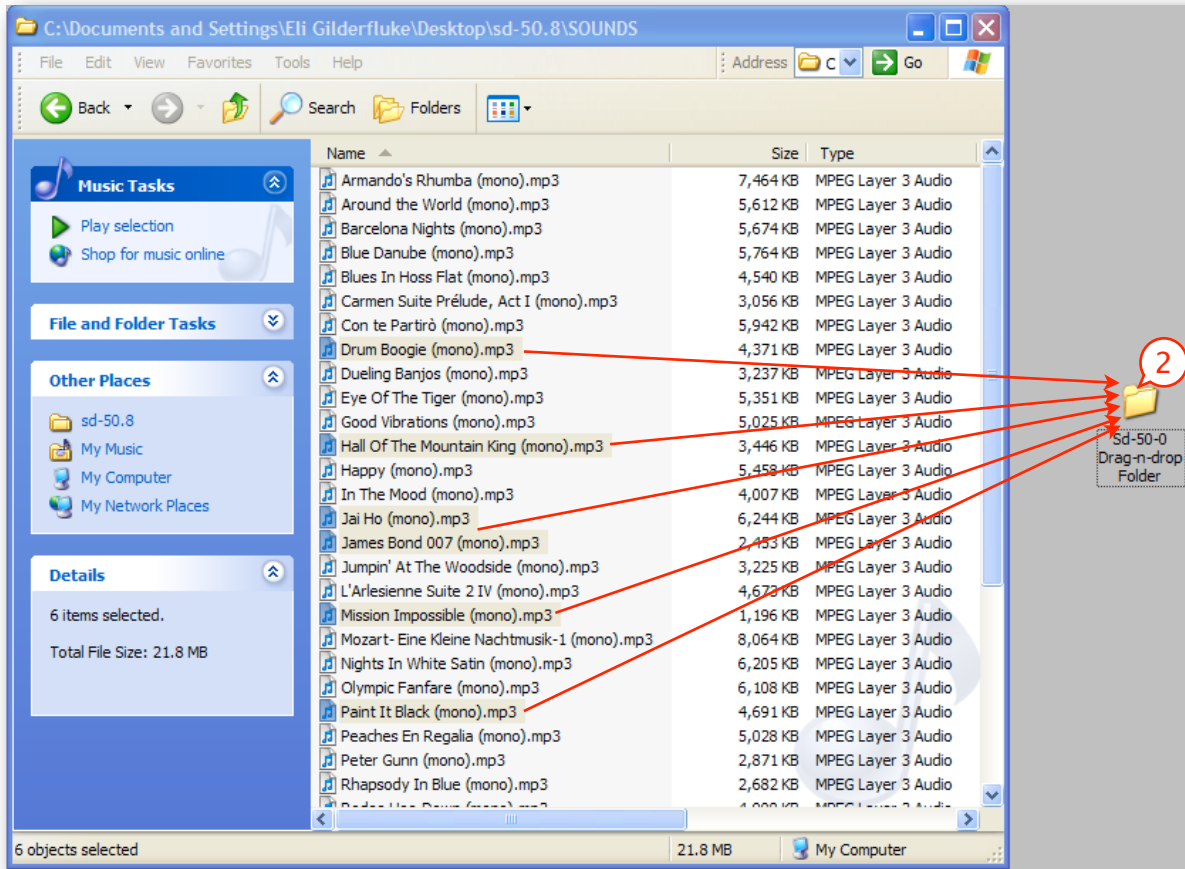 C:\Documents and Settings\Eli Gilderfluke\Desktop\sd-50.8\SOUNDS
File Edit View Favorites Tools Help Address C Go
Back Search Folders
Name Size Type
Music Tasks
Play selection
Shop for music online
File and Folder Tasks
Other Places
sd-50.8
My Music
My Computer
My Network Places
Details
6 items selected.
Total File Size: 21.8 MB
Armando's Rhumba (mono).mp3 7,464 KB MPEG Layer 3 Audio
Around the World (mono).mp3 5,612 KB MPEG Layer 3 Audio
Barcelona Nights (mono).mp3 5,674 KB MPEG Layer 3 Audio
Blue Danube (mono).mp3 5,764 KB MPEG Layer 3 Audio
Blues In Hoss Flat (mono).mp3 4,540 KB MPEG Layer 3 Audio
Carmen Suite Prélude, Act I (mono).mp3 3,056 KB MPEG Layer 3 Audio
Con te Partirò (mono).mp3 5,942 KB MPEG Layer 3 Audio
Drum Boogie (mono).mp3 4,371 KB MPEG Layer 3 Audio
Dueling Banjos (mono).mp3 3,237 KB MPEG Layer 3 Audio
Eye Of The Tiger (mono).mp3 5,351 KB MPEG Layer 3 Audio
Good Vibrations (mono).mp3 5,025 KB MPEG Layer 3 Audio
Hall Of The Mountain King (mono).mp3 3,446 KB MPEG Layer 3 Audio
Happy (mono).mp3 5,458 KB MPEG Layer 3 Audio
In The Mood (mono).mp3 4,007 KB MPEG Layer 3 Audio
Jai Ho (mono).mp3 6,244 KB MPEG Layer 3 Audio
James Bond 007 (mono).mp3 2,453 KB MPEG Layer 3 Audio
Jumpin' At The Woodside (mono).mp3 3,225 KB MPEG Layer 3 Audio
L'Arlesienne Suite 2 IV (mono).mp3 4,673 KB MPEG Layer 3 Audio
Mission Impossible (mono).mp3 1,196 KB MPEG Layer 3 Audio
Mozart- Eine Kleine Nachtmusik-1 (mono).mp3 8,064 KB MPEG Layer 3 Audio
Nights In White Satin (mono).mp3 6,205 KB MPEG Layer 3 Audio
Olympic Fanfare (mono).mp3 6,108 KB MPEG Layer 3 Audio
Paint It Black (mono).mp3 4,691 KB MPEG Layer 3 Audio
Peaches En Regalia (mono).mp3 5,028 KB MPEG Layer 3 Audio
Peter Gunn (mono).mp3 2,871 KB MPEG Layer 3 Audio
Rhapsody In Blue (mono).mp3 2,682 KB MPEG Layer 3 Audio
6 objects selected 21.8 MB My Computer
2
Sd-50-0
Drag-n-drop
Folder